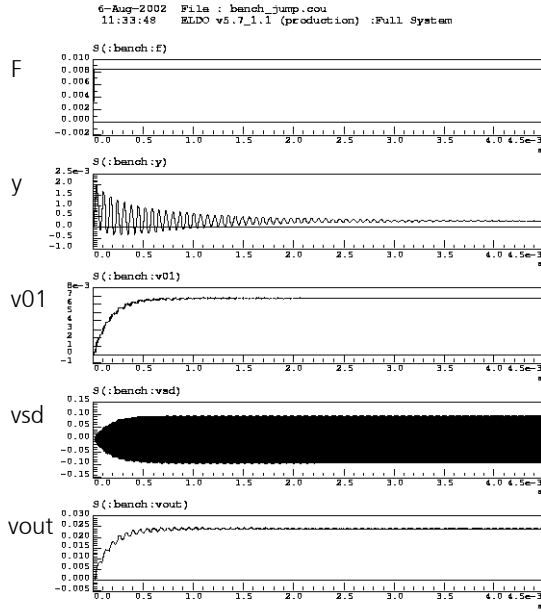 6-Aug-2002 File : bench_jump.cou
11:33:48 ELDO v5.7_1.1 (production) :Full System
S(:bench:f)
F
0.010
0.008
0.006
0.004
0.002
0.000
-0.002
0.0 0.5 1.0 1.5 2.0 2.5 3.0 3.5 4.0 4.5e-3
S(:bench:y)
y
2.5e-3
2.0
1.5
1.0
0.5
0.0
-0.5
-1.0
0.0 0.5 1.0 1.5 2.0 2.5 3.0 3.5 4.0 4.5e-3
S(:bench:v01)
v01
8e-3
7
6
5
4
3
2
1
0
-1
0.0 0.5 1.0 1.5 2.0 2.5 3.0 3.5 4.0 4.5e-3
S(:bench:vsd)
vsd
0.15
0.10
0.05
0.00
-0.05
-0.10
-0.15
0.0 0.5 1.0 1.5 2.0 2.5 3.0 3.5 4.0 4.5e-3
S(:bench:vout)
vout
0.030
0.025
0.020
0.015
0.010
0.005
0.000
-0.005
0.0 0.5 1.0 1.5 2.0 2.5 3.0 3.5 4.0 4.5e-3